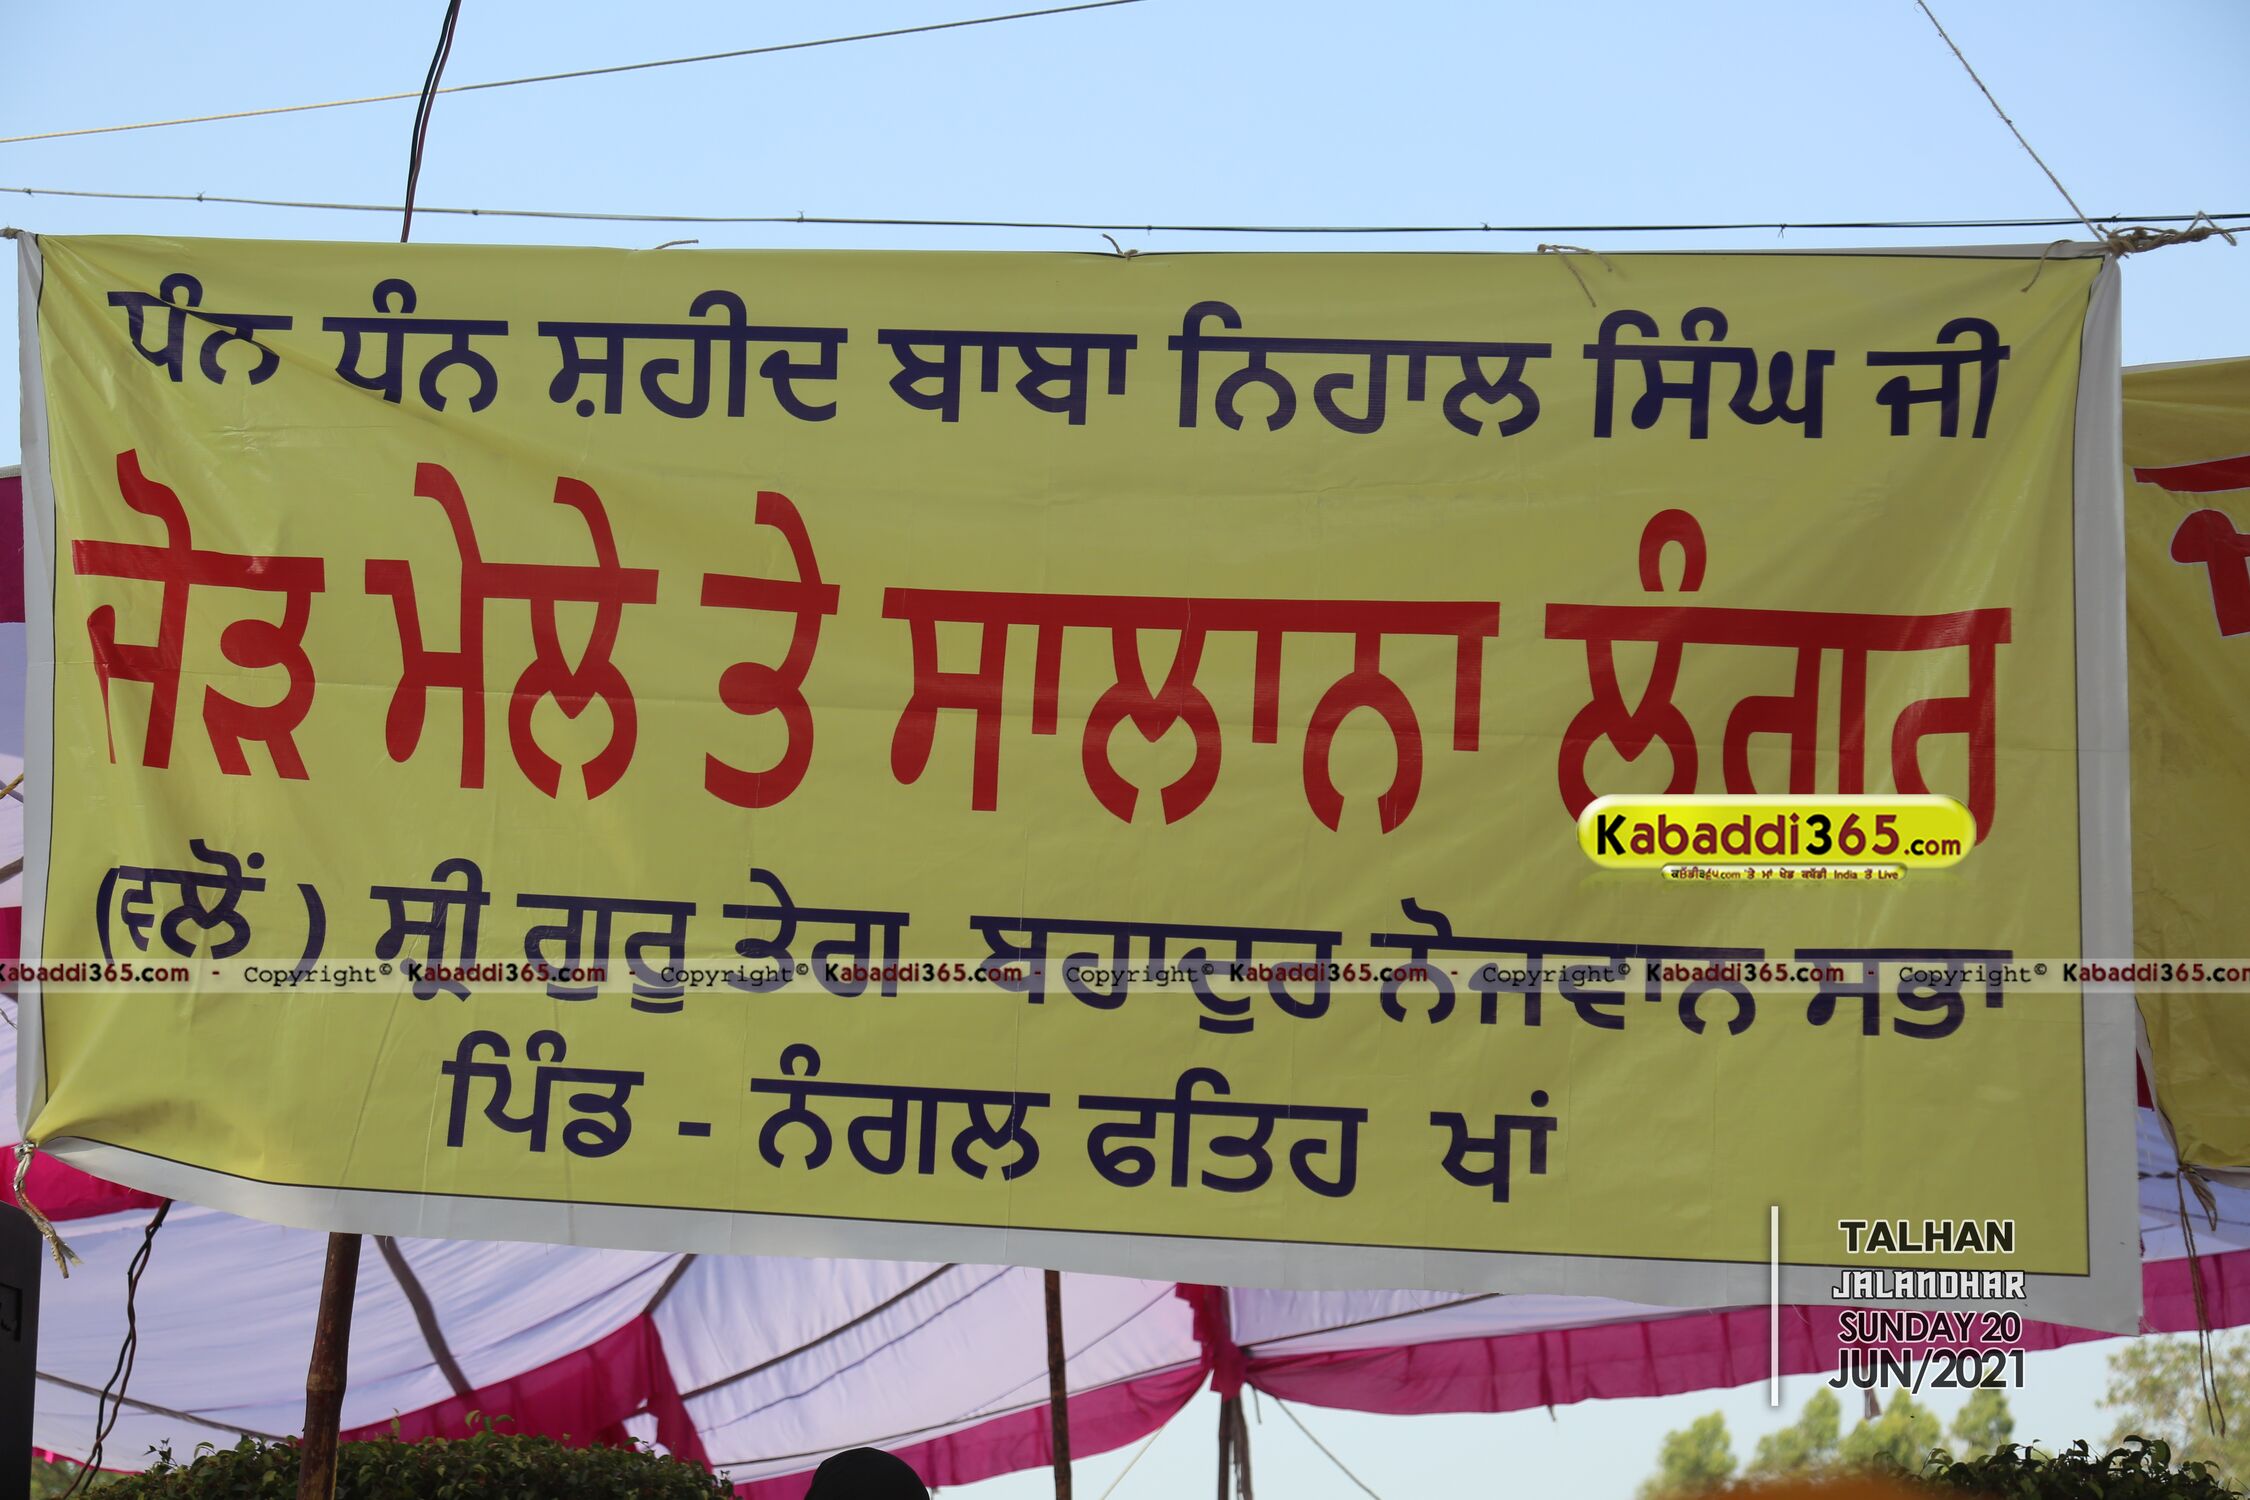 ਧੰਨ ਧੰਨ ਸ਼ਹੀਦ ਬਾਬਾ ਨਿਹਾਲ ਸਿੰਘ ਜੀ
ਜੋੜ ਮੇਲੇ ਤੇ ਸਾਲਾਨਾ ਲੰਗਰ
Kabaddi365.com
(ਵਲੋਂ ) ਸ਼੍ਰੀ ਗੁਰੂ ਤੇਗ ਬਹਾਦੁਰ ਨੋਜਵਾਨ ਸਭਾ
Kabaddi365.com - Copyright© Kabaddi365.com - Copyright© Kabaddi365.com - Copyright© Kabaddi365.com - Copyright© Kabaddi365.com - Copyright© Kabaddi365.com
ਪਿੰਡ - ਨੰਗਲ ਫਤਿਹ ਖਾਂ
TALHAN
JALANDHAR
SUNDAY 20
JUN/2021